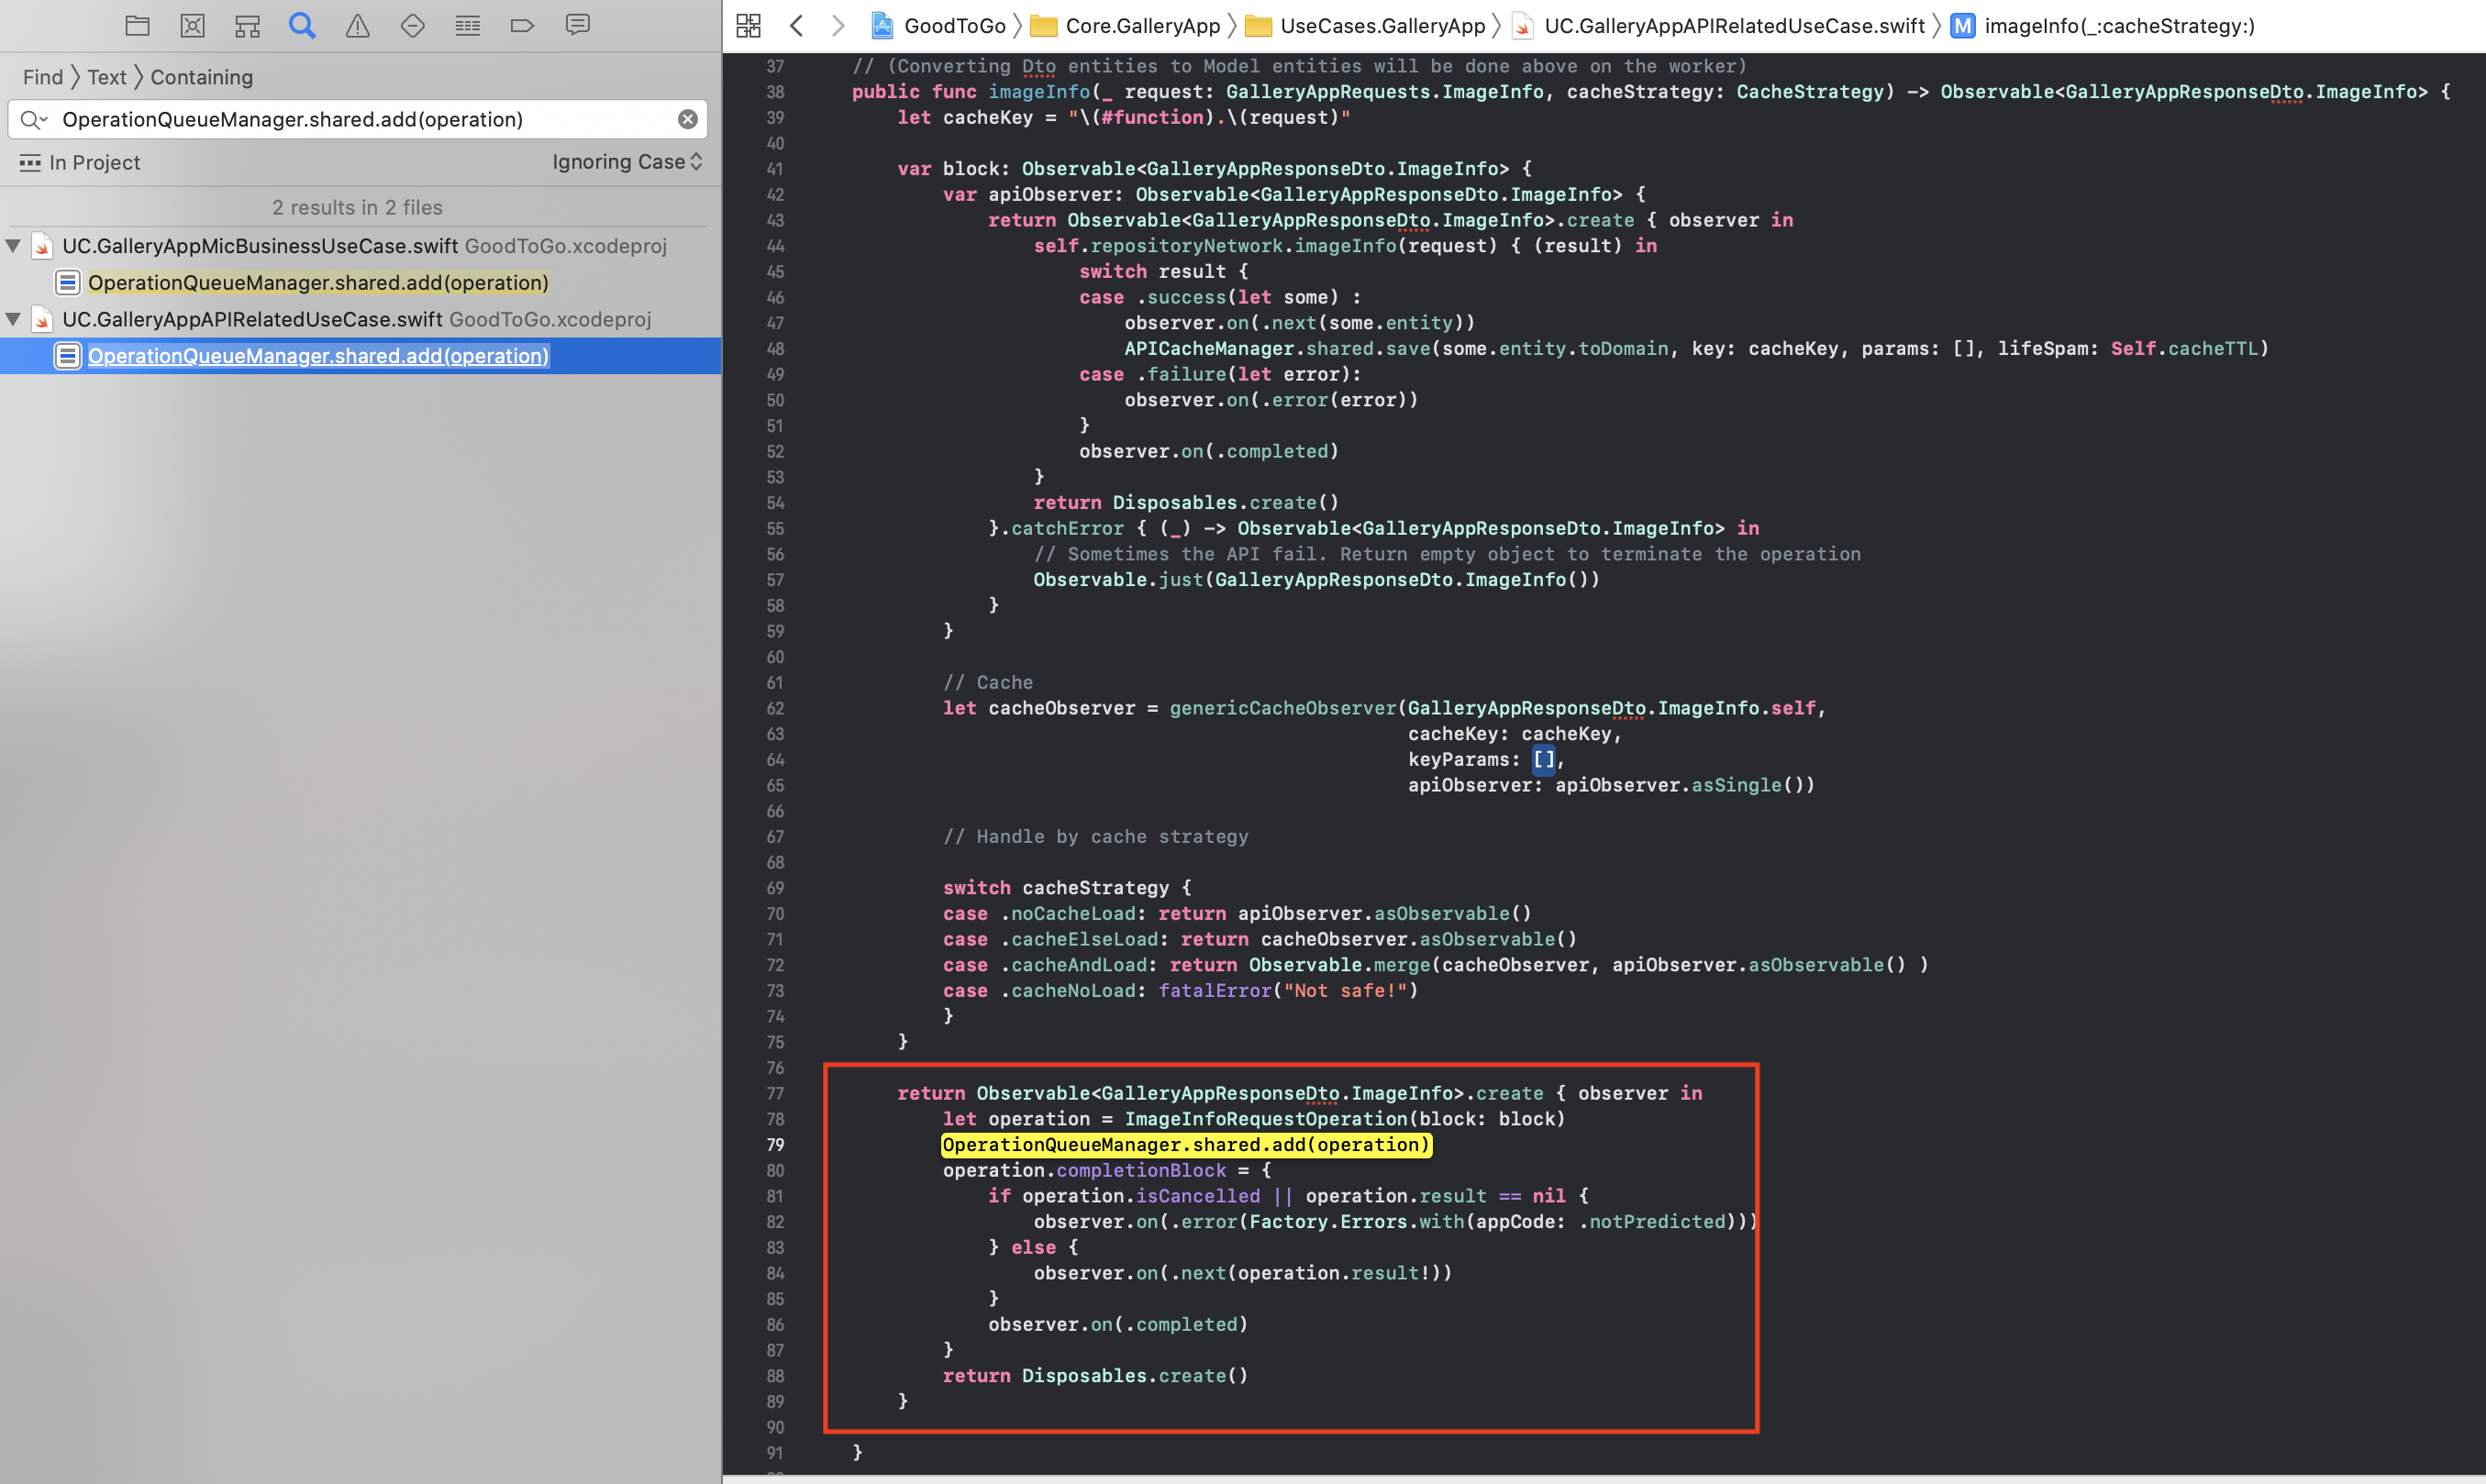 Find 〉 Text 〉 Containing
OperationQueueManager.shared.add(operation)
In Project
Ignoring Case
2 results in 2 files
UC.GalleryAppMicBusinessUseCase.swift GoodToGo.xcodeproj
OperationQueueManager.shared.add(operation)
UC.GalleryAppAPIRelatedUseCase.swift GoodToGo.xcodeproj
OperationQueueManager.shared.add(operation)
GoodToGo 〉 Core.GalleryApp 〉 UseCases.GalleryApp 〉 UC.GalleryAppAPIRelatedUseCase.swift 〉 M imageInfo(_:cacheStrategy:)
37 // (Converting Dto entities to Model entities will be done above on the worker)
38 public func imageInfo(_ request: GalleryAppRequests.ImageInfo, cacheStrategy: CacheStrategy) -> Observable<GalleryAppResponseDto.ImageInfo> {
39 let cacheKey = "\(#function).\(request)"
40
41 var block: Observable<GalleryAppResponseDto.ImageInfo> {
42 var apiObserver: Observable<GalleryAppResponseDto.ImageInfo> {
43 return Observable<GalleryAppResponseDto.ImageInfo>.create { observer in
44 self.repositoryNetwork.imageInfo(request) { (result) in
45 switch result {
46 case .success(let some) :
47 observer.on(.next(some.entity))
48 APICacheManager.shared.save(some.entity.toDomain, key: cacheKey, params: [], lifeSpam: Self.cacheTTL)
49 case .failure(let error):
50 observer.on(.error(error))
51 }
52 observer.on(.completed)
53 }
54 return Disposables.create()
55 }.catchError { (_) -> Observable<GalleryAppResponseDto.ImageInfo> in
56 // Sometimes the API fail. Return empty object to terminate the operation
57 Observable.just(GalleryAppResponseDto.ImageInfo())
58 }
59 }
60
61 // Cache
62 let cacheObserver = genericCacheObserver(GalleryAppResponseDto.ImageInfo.self,
63 cacheKey: cacheKey,
64 keyParams: [],
65 apiObserver: apiObserver.asSingle())
66
67 // Handle by cache strategy
68
69 switch cacheStrategy {
70 case .noCacheLoad: return apiObserver.asObservable()
71 case .cacheElseLoad: return cacheObserver.asObservable()
72 case .cacheAndLoad: return Observable.merge(cacheObserver, apiObserver.asObservable() )
73 case .cacheNoLoad: fatalError("Not safe!")
74 }
75 }
76
77 return Observable<GalleryAppResponseDto.ImageInfo>.create { observer in
78 let operation = ImageInfoRequestOperation(block: block)
79 OperationQueueManager.shared.add(operation)
80 operation.completionBlock = {
81 if operation.isCancelled || operation.result == nil {
82 observer.on(.error(Factory.Errors.with(appCode: .notPredicted)))
83 } else {
84 observer.on(.next(operation.result!))
85 }
86 observer.on(.completed)
87 }
88 return Disposables.create()
89 }
90
91 }